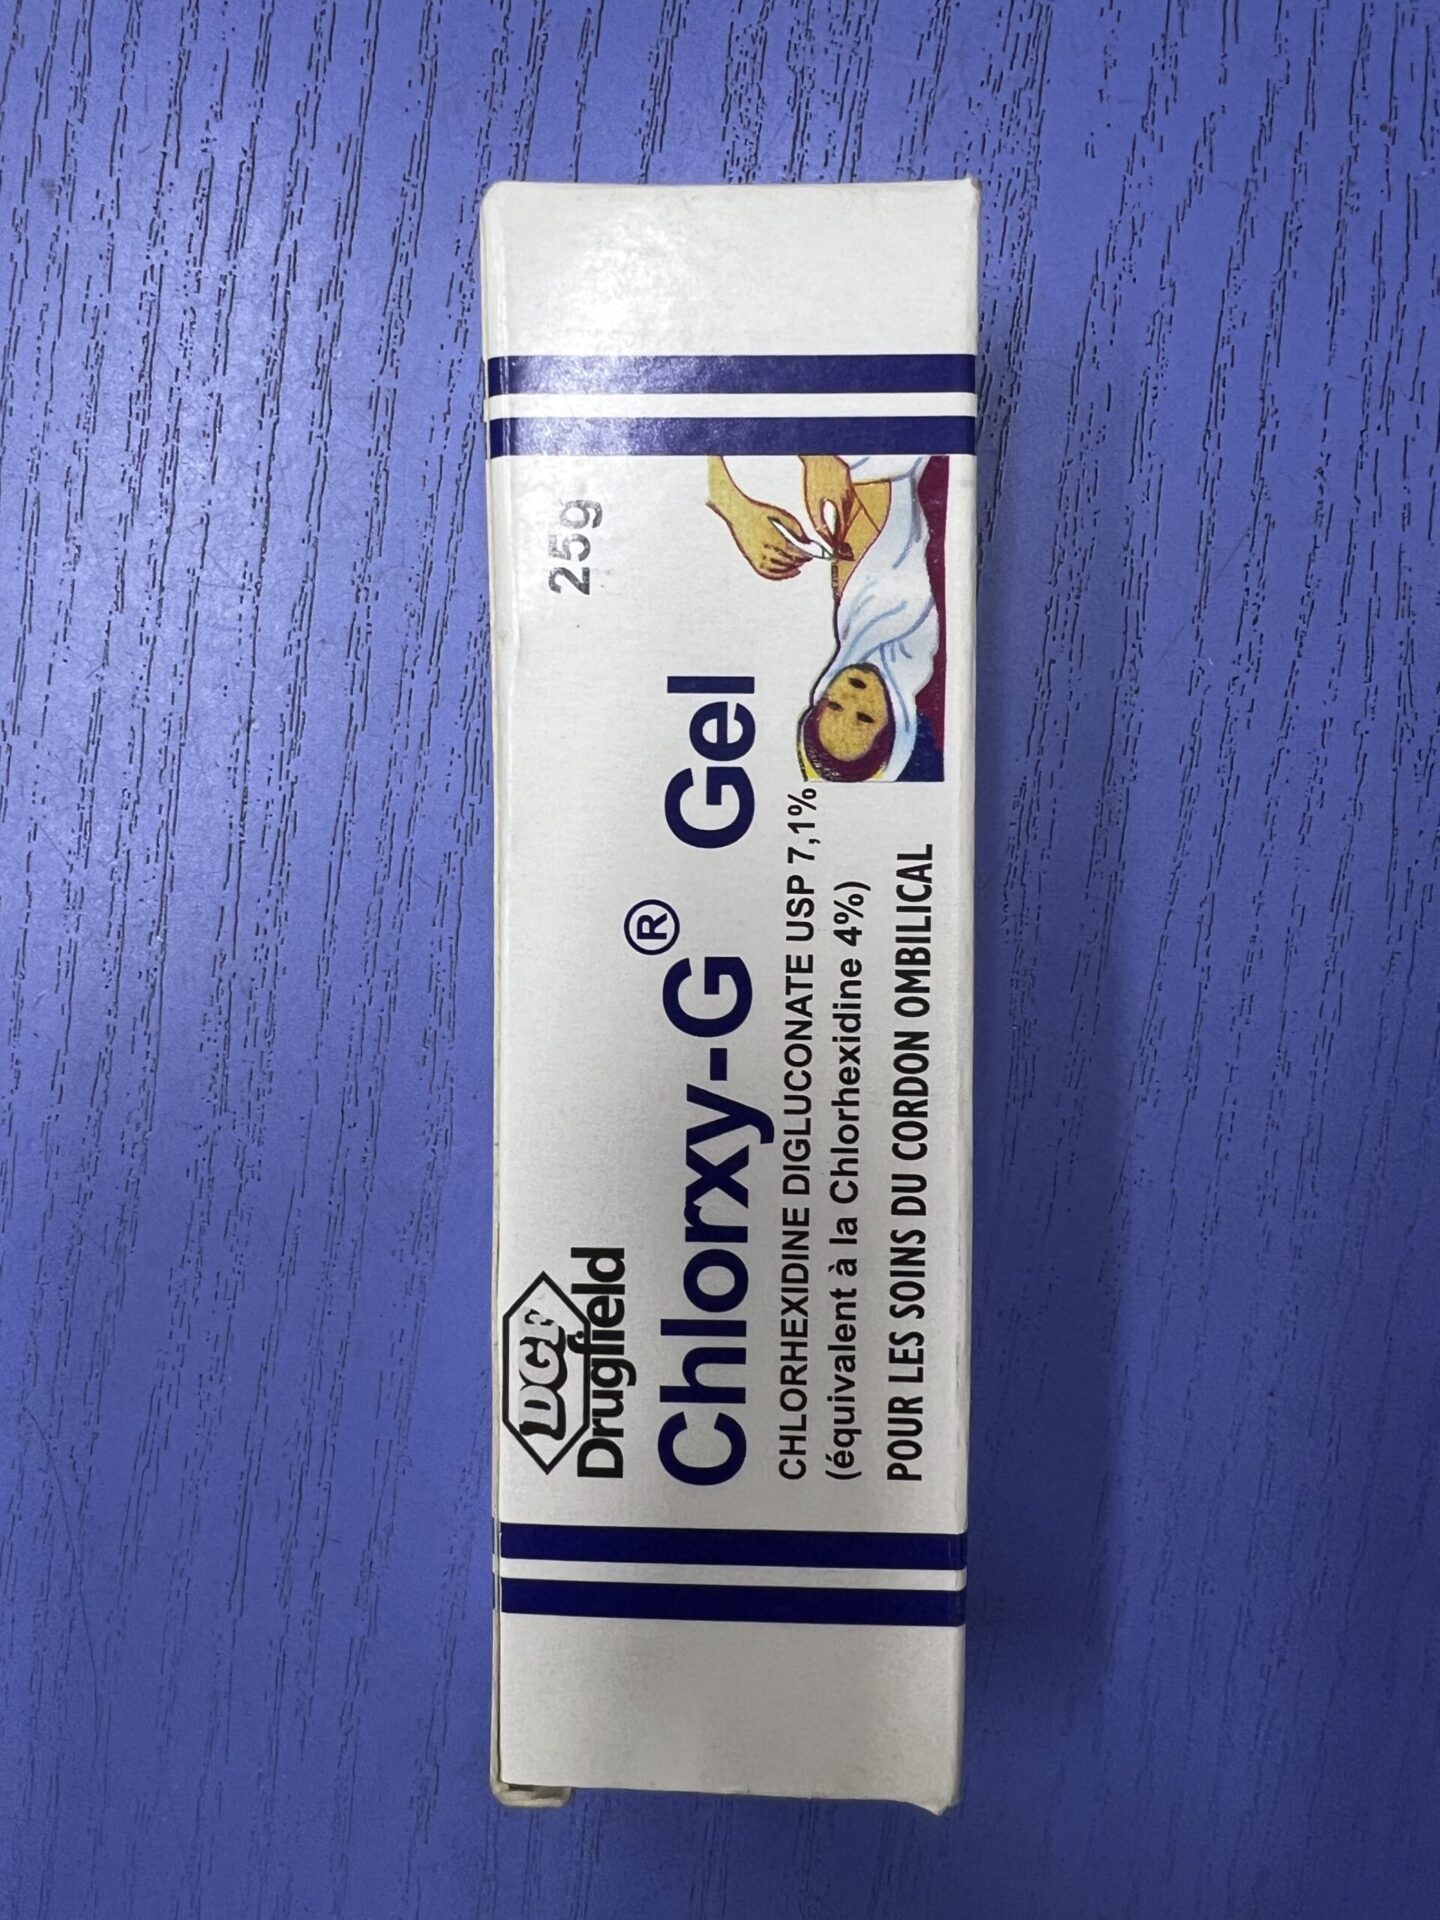 DGF
Drugfield
25g
Chlorxy-G® Gel
CHLORHEXIDINE DIGLUCONATE USP 7,1%
(équivalent à la Chlorhexidine 4%)
POUR LES SOINS DU CORDON OMBILICAL